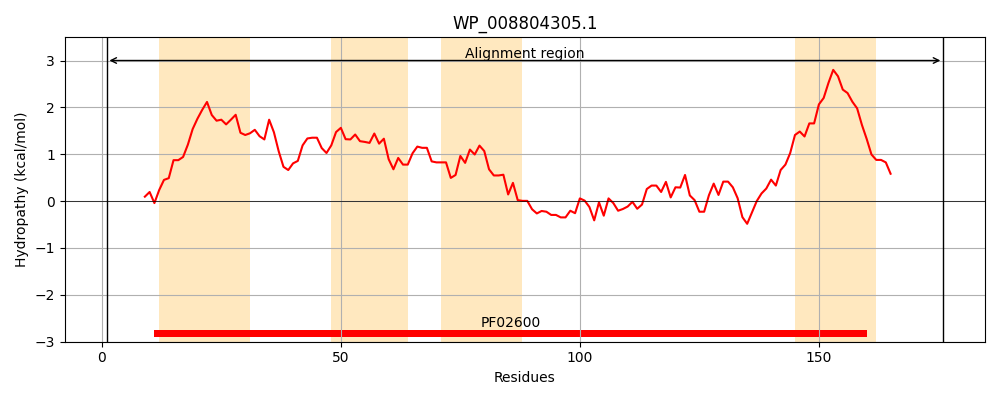 WP_008804305.1
Hydropathy (kcal/mol)
3
2
1
0
−1
−2
−3
Alignment region
PF02600
0
50
100
150
Residues